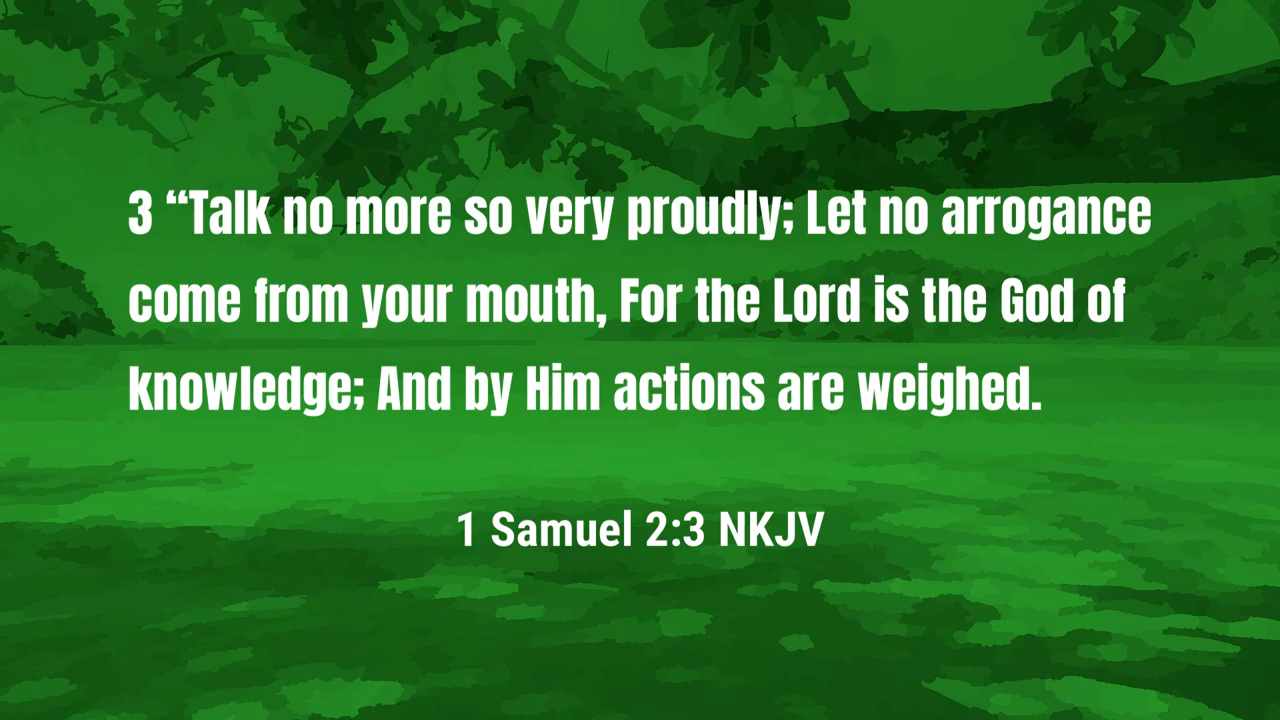 3 “Talk no more so very proudly; Let no arrogance
come from your mouth, For the Lord is the God of
knowledge; And by Him actions are weighed.
1 Samuel 2:3 NKJV